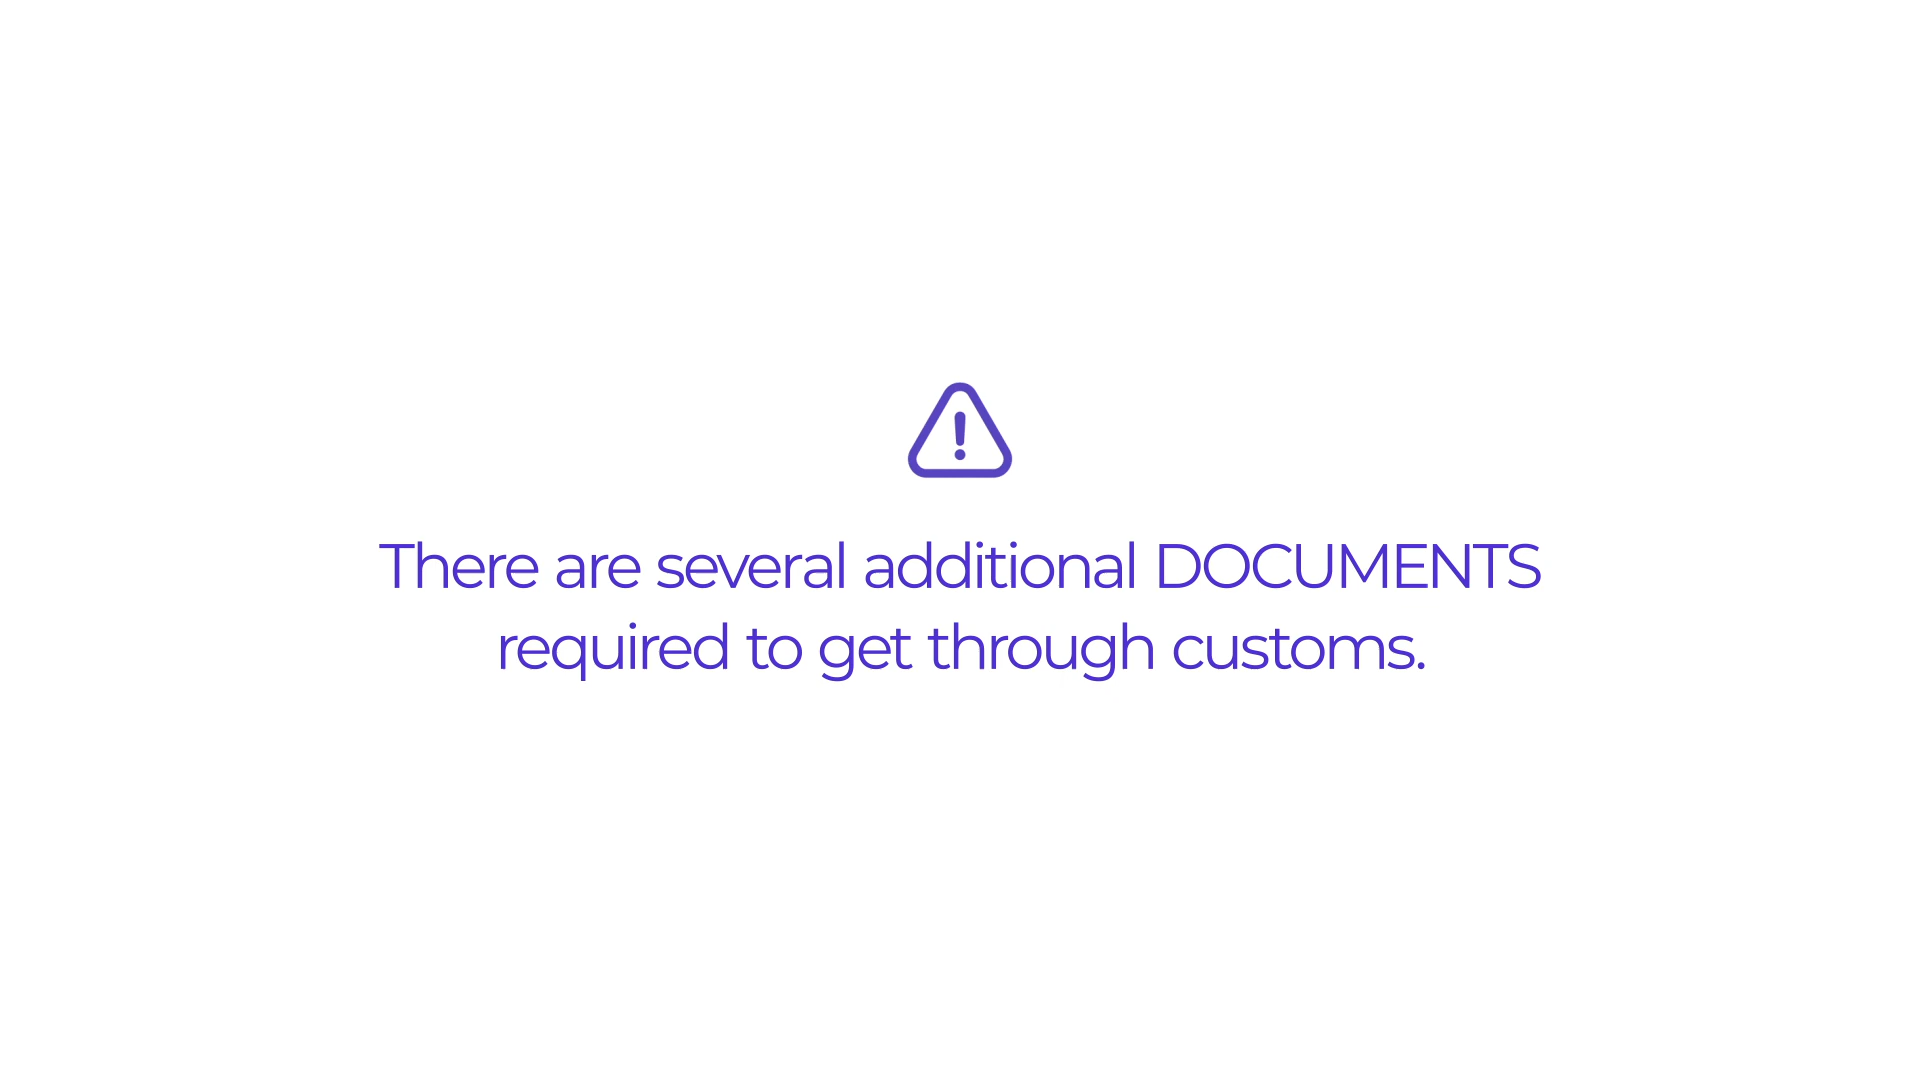 There are several additional DOCUMENTS
required to get through customs.